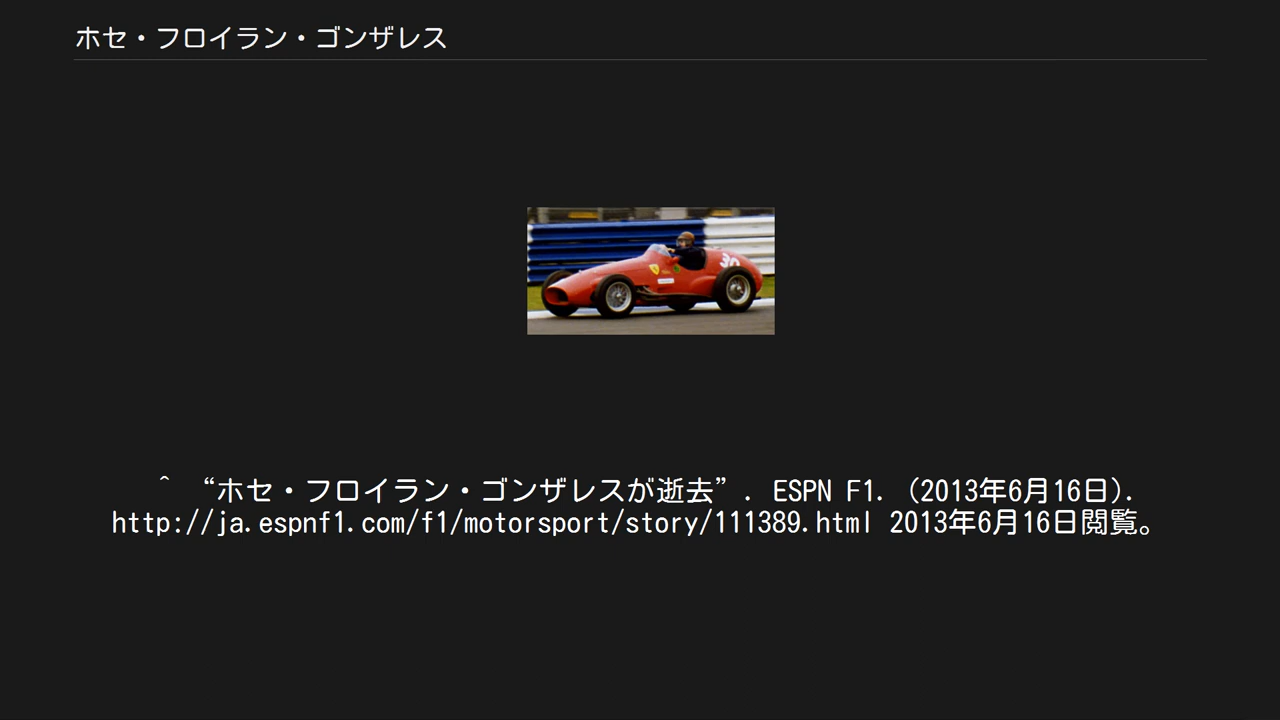 ホセ・フロイラン・ゴンザレス
^ “ホセ・フロイラン・ゴンザレスが逝去”. ESPN F1. (2013年6月16日).
http://ja.espnf1.com/f1/motorsport/story/111389.html 2013年6月16日閲覧。